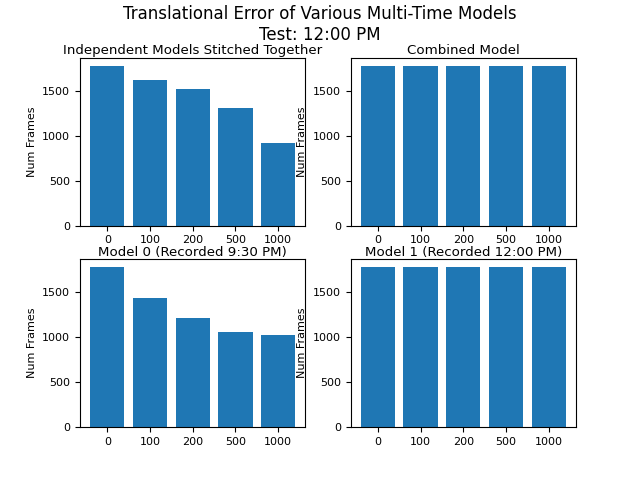 Translational Error of Various Multi-Time Models
Test: 12:00 PM
Independent Models Stitched Together
Num Frames
1500
1000
500
0
0 100 200 500 1000
Combined Model
Num Frames
1500
1000
500
0
0 100 200 500 1000
Model 0 (Recorded 9:30 PM)
Num Frames
1500
1000
500
0
0 100 200 500 1000
Model 1 (Recorded 12:00 PM)
Num Frames
1500
1000
500
0
0 100 200 500 1000